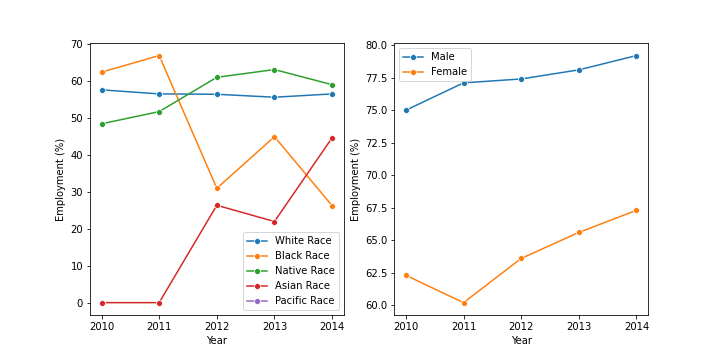 70
60
50
40
30
20
10
0
Employment (%)
2010 2011 2012 2013 2014
Year
White Race
Black Race
Native Race
Asian Race
Pacific Race
80.0
77.5
75.0
72.5
70.0
67.5
65.0
62.5
60.0
Employment (%)
2010 2011 2012 2013 2014
Year
Male
Female